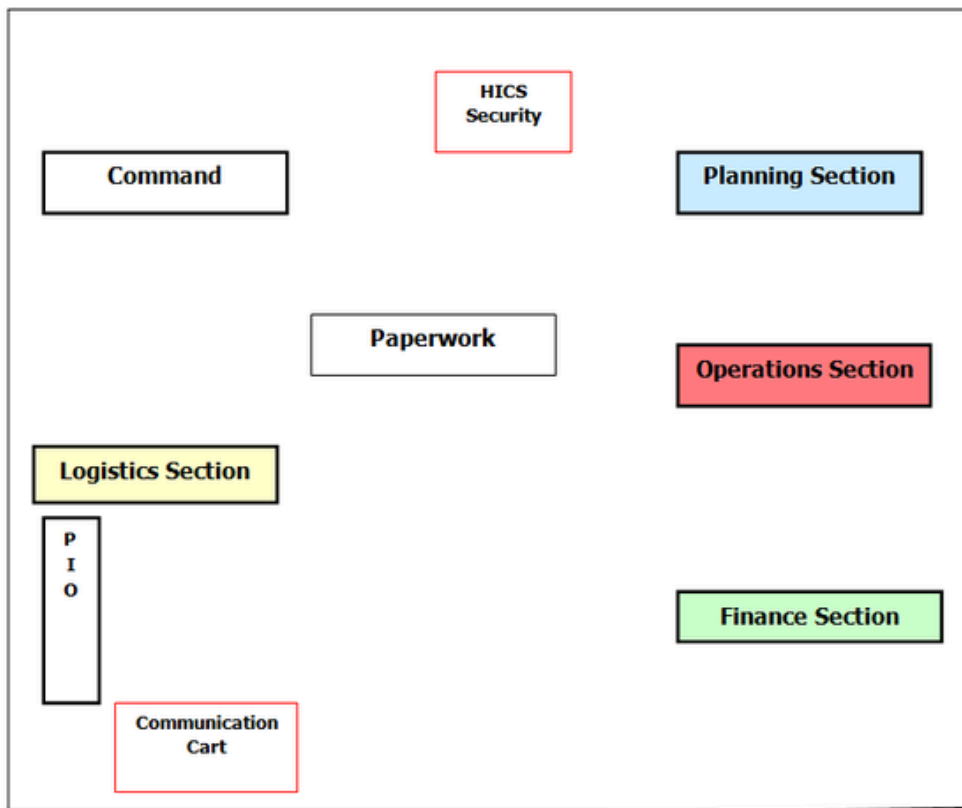 HICS
Security
Command
Planning Section
Paperwork
Operations Section
Logistics Section
P
I
O
Finance Section
Communication
Cart